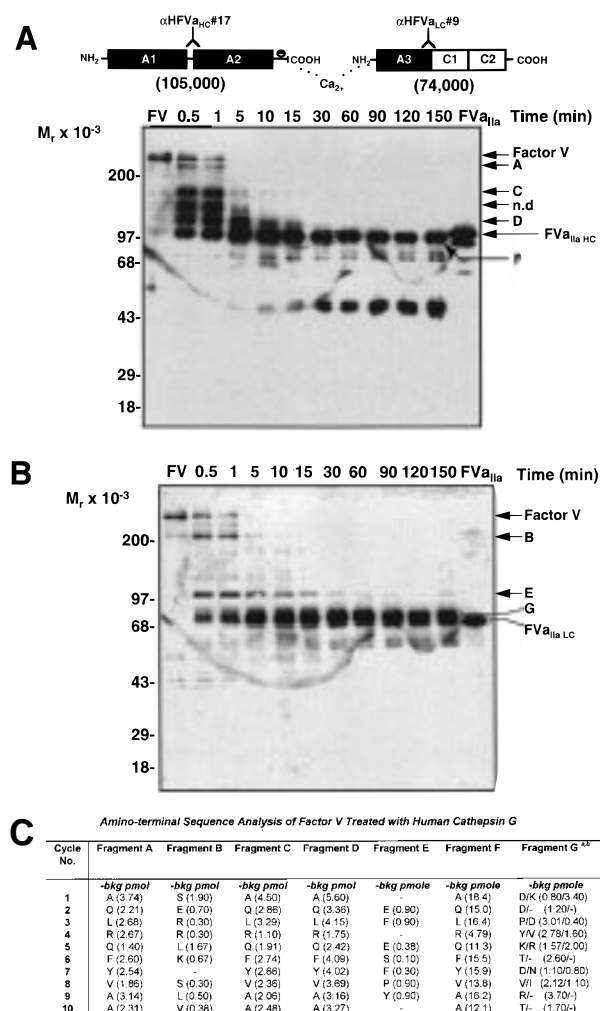 A
αHFVaHC#17
αHFVaLC#9
NH2 A1 A2 COOH
NH2 A3 C1 C2 COOH
(105,000) Ca2+ (74,000)
FV 0.5 1 5 10 15 30 60 90 120 150 FVaIIa Time (min)
Mr x 10-3
Factor V
A
200-
C
n.d
D
97-
FVaIIa HC
68-
43-
29-
18-
B
FV 0.5 1 5 10 15 30 60 90 120 150 FVaIIa Time (min)
Mr x 10-3
Factor V
200-
B
97-
E
G
68-
FVaIIa LC
43-
29-
18-
C
Amino-terminal Sequence Analysis of Factor V Treated with Human Cathepsin G
Cycle No. Fragment A Fragment B Fragment C Fragment D Fragment E Fragment F Fragment G a,b
-bkg pmol -bkg pmol -bkg pmol -bkg pmol -bkg pmole -bkg pmol -bkg pmole
1 A (3.74) S (1.90) A (4.50) A (5.60) - A (18.4) D/K (0.80/3.40)
2 Q (2.21) E (0.70) Q (2.86) Q (3.36) E (0.90) Q (15.0) D/- (1.20/-)
3 L (2.68) R (0.30) L (3.29) L (4.15) F (0.90) L (16.4) P/D (3.01/0.40)
4 R (2.67) R (0.30) R (1.10) R (1.75) - R (4.79) Y/V (2.78/1.60)
5 Q (1.40) L (1.67) Q (1.91) Q (2.42) E (0.38) Q (11.3) K/R (1.57/2.00)
6 F (2.60) K (0.67) F (2.74) F (4.09) S (0.10) F (15.5) T/- (2.60/-)
7 Y (2.54) - Y (2.66) Y (4.02) F (0.30) Y (15.9) D/N (1.10/0.80)
8 V (1.86) S (0.30) V (2.36) V (3.69) P (0.90) V (13.8) V/I (2.12/1.10)
9 A (3.14) L (0.50) A (2.06) A (3.16) Y (0.90) A (16.2) R/- (3.70/-)
10 A (2.31) V (0.38) A (2.48) A (3.27) - A (12.1) T/- (1.70/-)